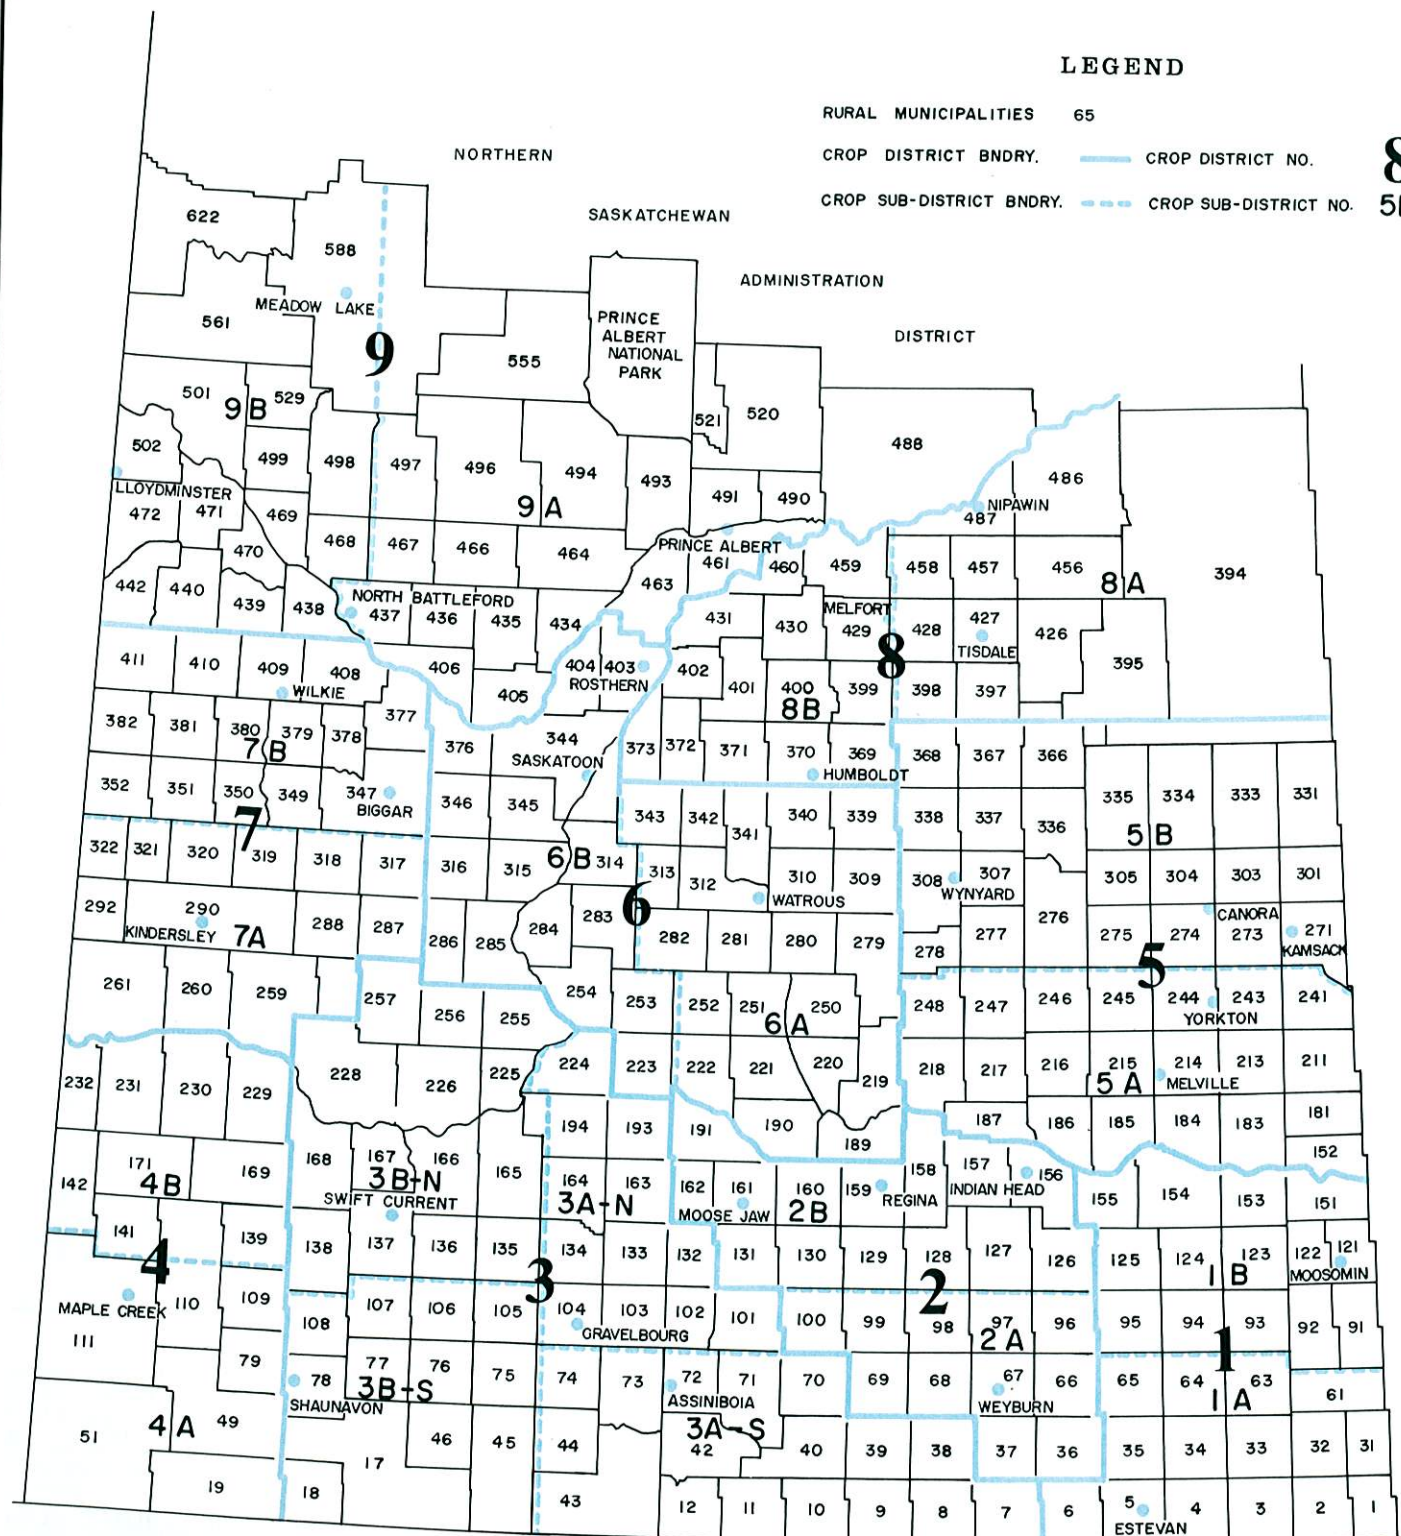 LEGEND
RURAL MUNICIPALITIES 65
CROP DISTRICT BNDRY. CROP DISTRICT NO. 8
CROP SUB-DISTRICT BNDRY. CROP SUB-DISTRICT NO.
NORTHERN
SASKATCHEWAN
ADMINISTRATION
DISTRICT
622
588
MEADOW LAKE
561
9
PRINCE
ALBERT
NATIONAL
PARK
555
501 9B 529
521 520
488
502 499 498 497 496 494 493
486
491 490
LLOYDMINSTER
9A
NIPAWIN
487
472 471 469
470 468 467 466 464
PRINCE ALBERT
461 460 459 458 457 456
8A
394
442 440 439 438
463
NORTH BATTLEFORD
437 436 435 434
431 430
MELFORT
429 428 427 426
TISDALE
8
395
411 410 409 408 406 405 404 403 402 401 400 399 398 397
WILKIE
ROSTHERN
8B
382 381 380 379 378 377 376 344 373 372 371 370 369 368 367 366
7B
SASKATOON
HUMBOLDT
352 351 350 349 347 346 345 343 342 341 340 339 338 337 336 335 334 333 331
BIGGAR
7
5B
322 321 320 319 318 317 316 315 6B 314 313 312 310 309 308 307 305 304 303 301
6
WATROUS
WYNYARD
292 290 288 287 286 285 284 283 282 281 280 279 278 277 276 275 274 273 271
KINDERSLEY 7A
CANORA
KAMSACK
5
261 260 259 257 256 255 254 253 252 251 250 248 247 246 245 244 243 241
6A
YORKTON
232 231 230 229 228 226 225 224 223 222 221 220 219 218 217 216 215 214 213 211
5A
MELVILLE
194 193 191 190 189 187 186 185 184 183 181
152
142 171 169 168 167 166 165 164 163 162 161 160 159 158 157 156 155 154 153 151
4B
3B-N
SWIFT CURRENT
3A-N
MOOSE JAW 2B
REGINA
INDIAN HEAD
141 139 138 137 136 135 134 133 132 131 130 129 128 127 126 125 124 123 122 121
4
3
2
1B
MOOSOMIN
MAPLE CREEK
111 110 109 108 107 106 105 104 103 102 101 100 99 98 97 96 95 94 93 92 91
GRAVELBOURG
2A
1
79 78 77 76 75 74 73 72 71 70 69 68 67 66 65 64 63 61
SHAUNAVON
3B-S
ASSINIBOIA
WEYBURN
1A
3A-S
51 4A 49 46 45 44 42 40 39 38 37 36 35 34 33 32 31
19 18 17 43 12 11 10 9 8 7 6 5 4 3 2 1
ESTEVAN